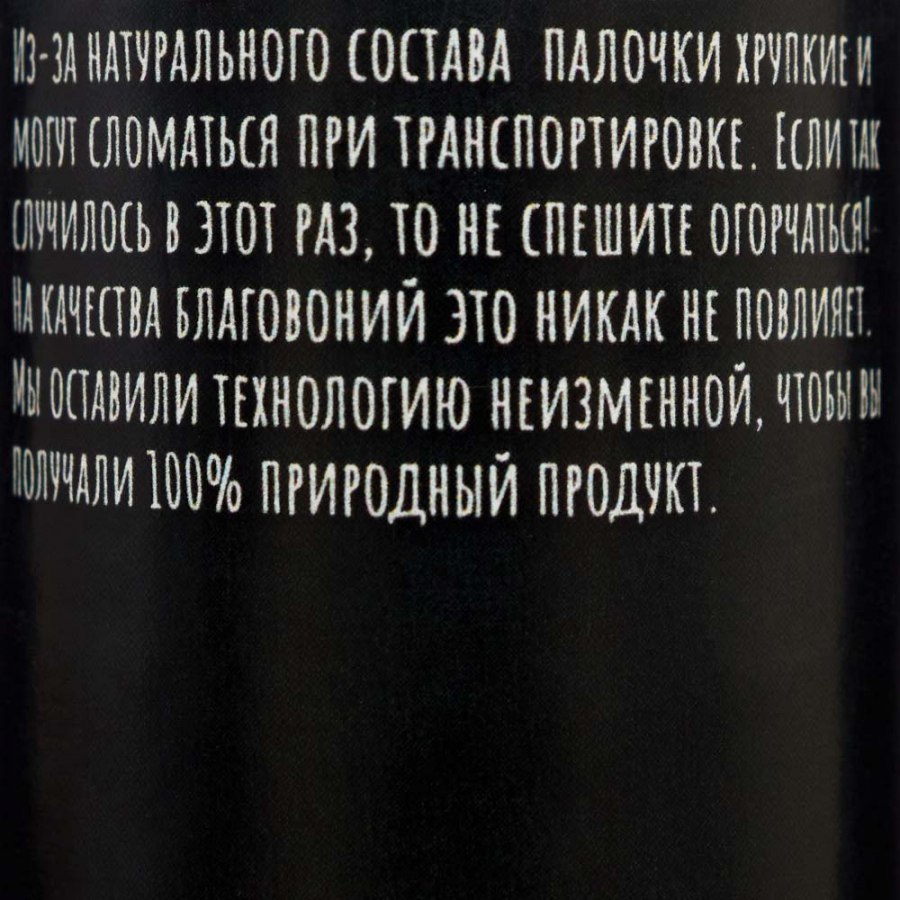 Из-за натурального состава палочки хрупкие и
могут сломаться при транспортировке. Если так
случилось в этот раз, то не спешите огорчаться!
На качества благовоний это никак не повлияет.
Мы оставили технологию неизменной, чтобы вы
получали 100% природный продукт.